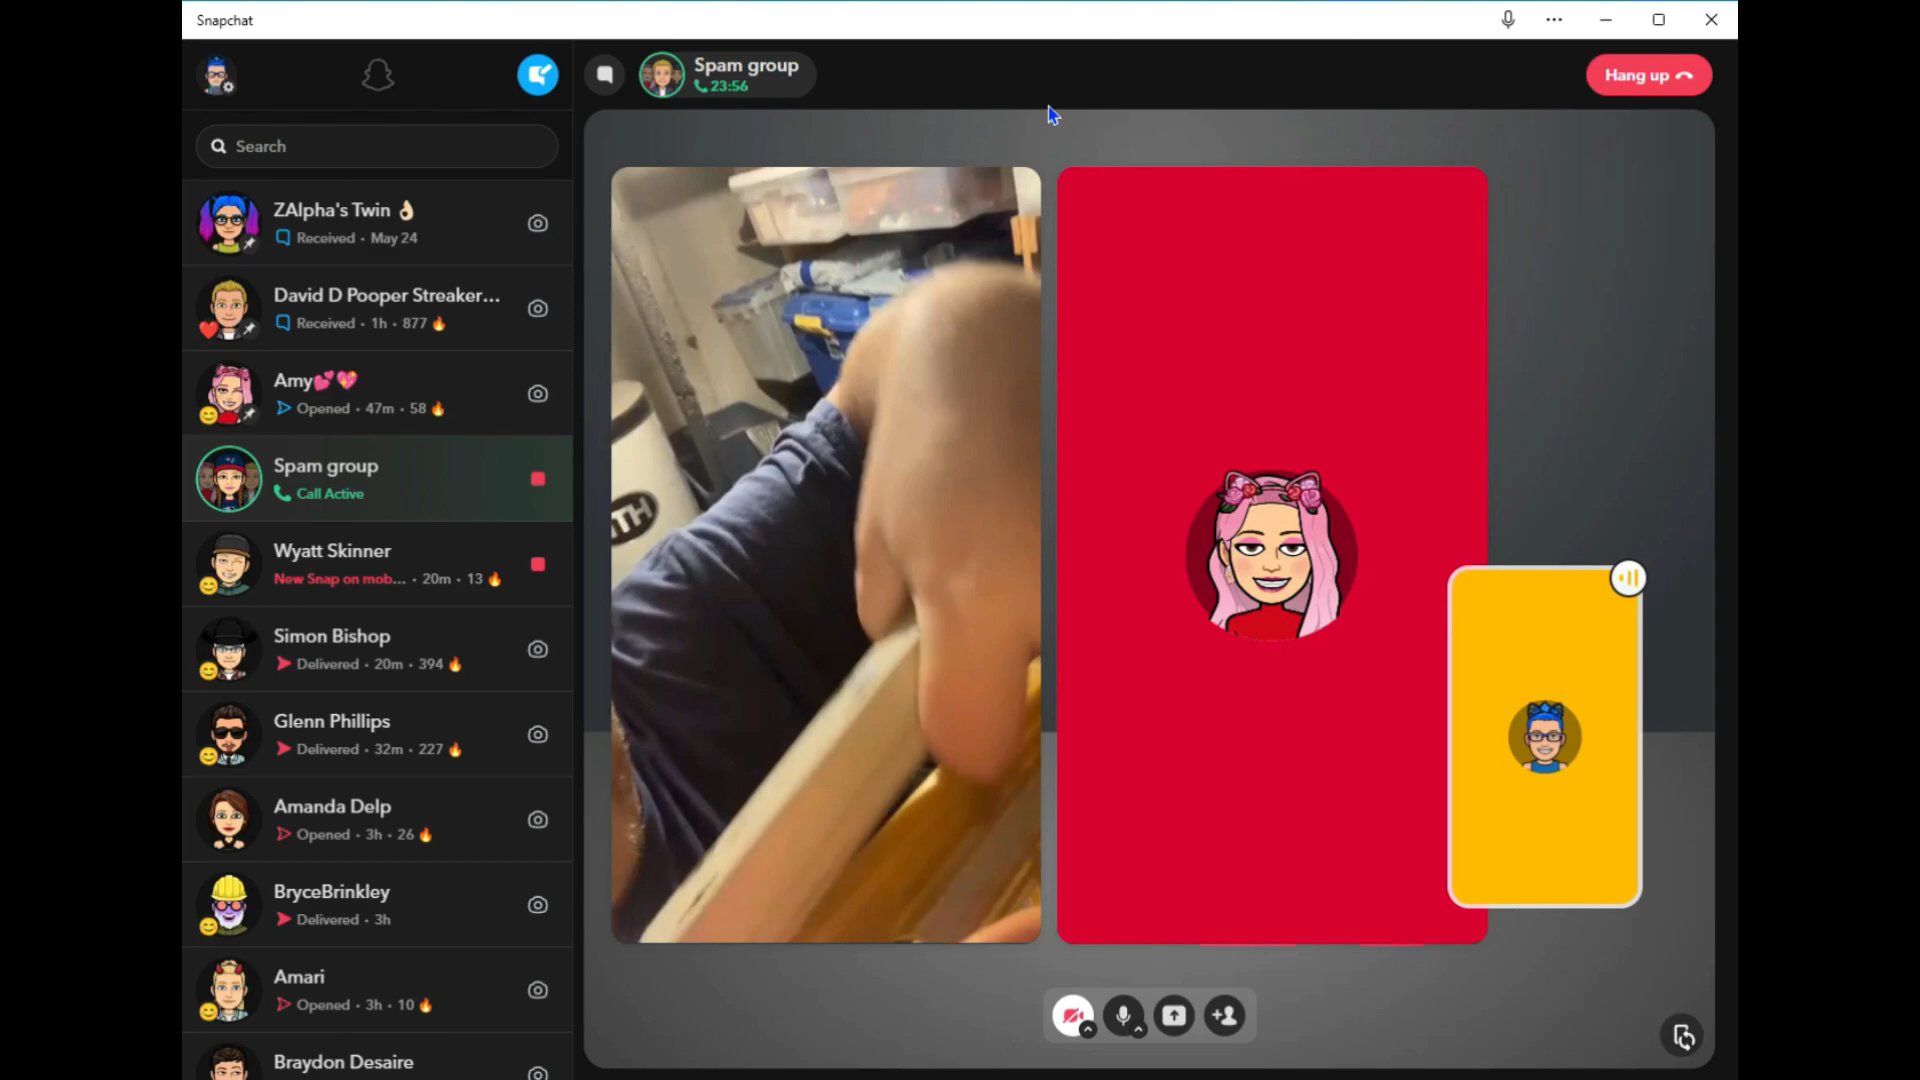 Snapchat
Spam group
23:56
Hang up
Search
ZAlpha's Twin 👌🏻
Received · May 24
David D Pooper Streaker...
Received · 1h · 877 🔥
Amy💕💖
Opened · 47m · 58 🔥
Spam group
Call Active
Wyatt Skinner
New Snap on mob... · 20m · 13 🔥
Simon Bishop
Delivered · 20m · 394 🔥
Glenn Phillips
Delivered · 32m · 227 🔥
Amanda Delp
Opened · 3h · 26 🔥
BryceBrinkley
Delivered · 3h
Amari
Opened · 3h · 10 🔥
Braydon Desaire